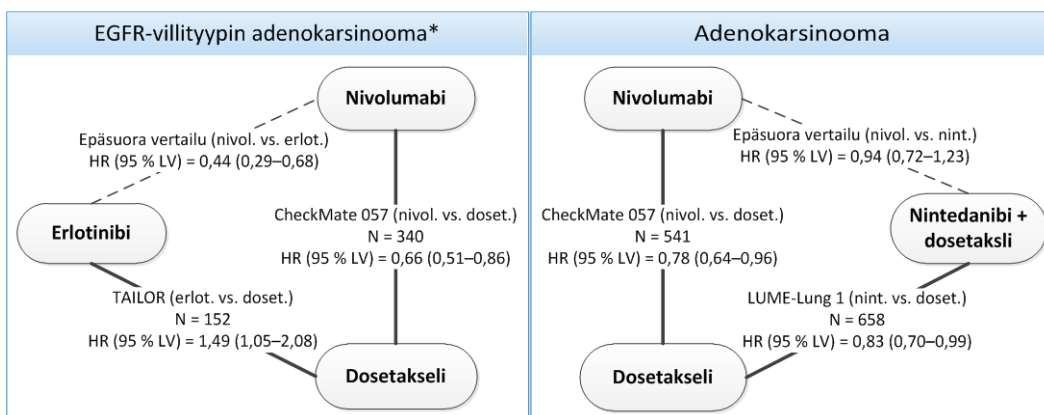 EGFR-villityypin adenokarsinooma*
Nivolumabi
Epäsuora vertailu (nivol. vs. erlot.)
HR (95 % LV) = 0,44 (0,29–0,68)
Erlotinibi
CheckMate 057 (nivol. vs. doset.)
N = 340
HR (95 % LV) = 0,66 (0,51–0,86)
TAILOR (erlot. vs. doset.)
N = 152
HR (95 % LV) = 1,49 (1,05–2,08)
Dosetakseli
Adenokarsinooma
Nivolumabi
Epäsuora vertailu (nivol. vs. nint.)
HR (95 % LV) = 0,94 (0,72–1,23)
CheckMate 057 (nivol. vs. doset.)
N = 541
HR (95 % LV) = 0,78 (0,64–0,96)
Nintedanibi +
dosetaksli
LUME-Lung 1 (nint. vs. doset.)
N = 658
HR (95 % LV) = 0,83 (0,70–0,99)
Dosetakseli